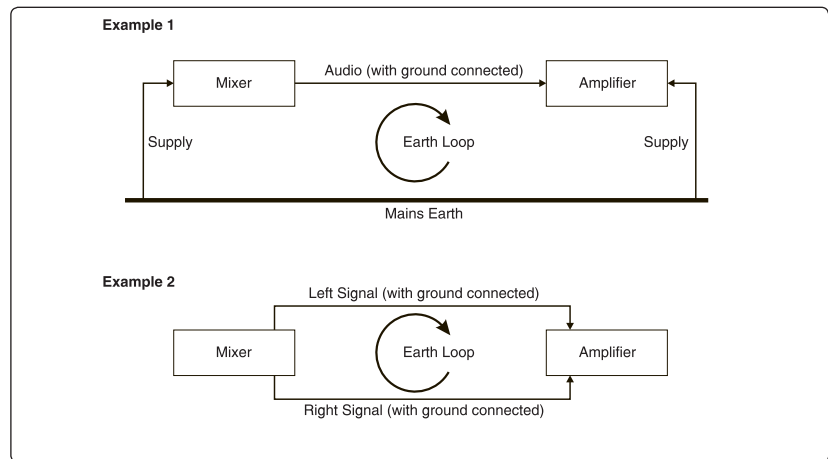 Example 1
Audio (with ground connected)
Mixer
Amplifier
Supply
Earth Loop
Supply
Mains Earth
Example 2
Left Signal (with ground connected)
Mixer
Earth Loop
Amplifier
Right Signal (with ground connected)